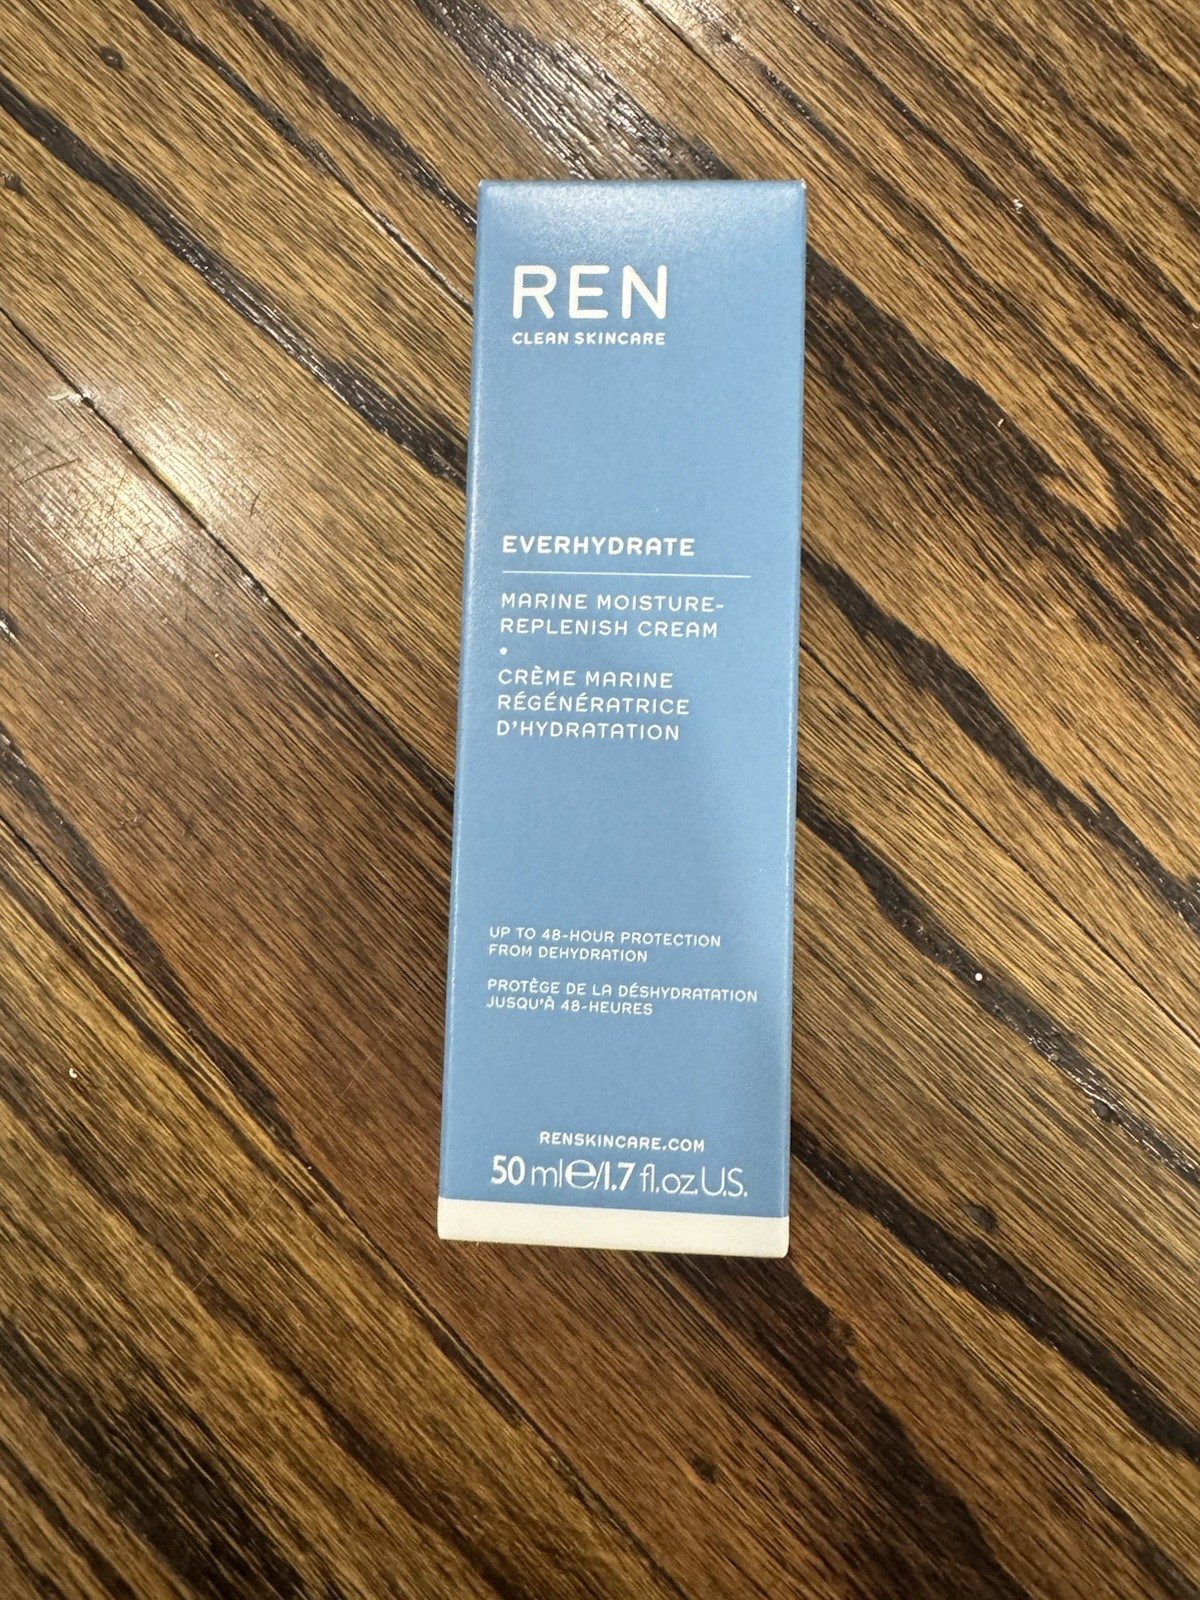 REN
CLEAN SKINCARE
EVERHYDRATE
MARINE MOISTURE-
REPLENISH CREAM
•
CRÈME MARINE
RÉGÉNÉRATRICE
D'HYDRATATION
UP TO 48-HOUR PROTECTION
FROM DEHYDRATION
PROTÈGE DE LA DÉSHYDRATATION
JUSQU'À 48-HEURES
RENSKINCARE.COM
50 ml℮/1.7 fl.oz.U.S.